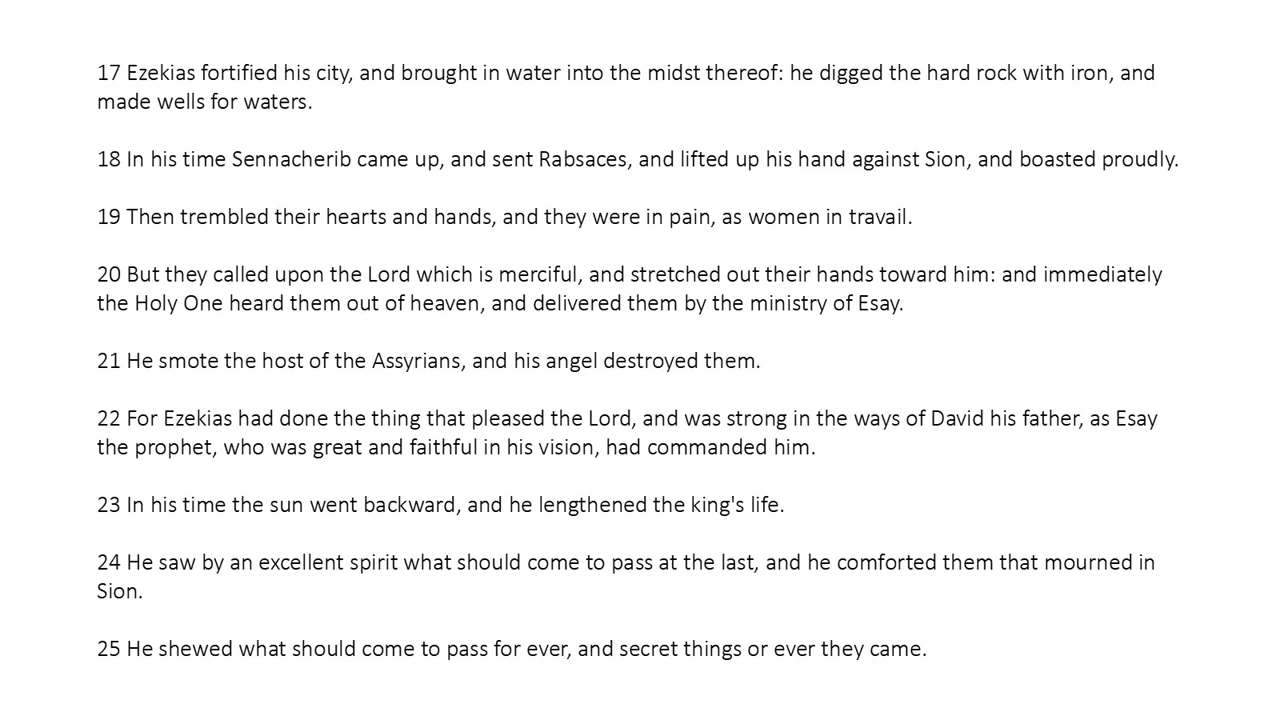 17 Ezekias fortified his city, and brought in water into the midst thereof: he digged the hard rock with iron, and
made wells for waters.
18 In his time Sennacherib came up, and sent Rabsaces, and lifted up his hand against Sion, and boasted proudly.
19 Then trembled their hearts and hands, and they were in pain, as women in travail.
20 But they called upon the Lord which is merciful, and stretched out their hands toward him: and immediately
the Holy One heard them out of heaven, and delivered them by the ministry of Esay.
21 He smote the host of the Assyrians, and his angel destroyed them.
22 For Ezekias had done the thing that pleased the Lord, and was strong in the ways of David his father, as Esay
the prophet, who was great and faithful in his vision, had commanded him.
23 In his time the sun went backward, and he lengthened the king's life.
24 He saw by an excellent spirit what should come to pass at the last, and he comforted them that mourned in
Sion.
25 He shewed what should come to pass for ever, and secret things or ever they came.